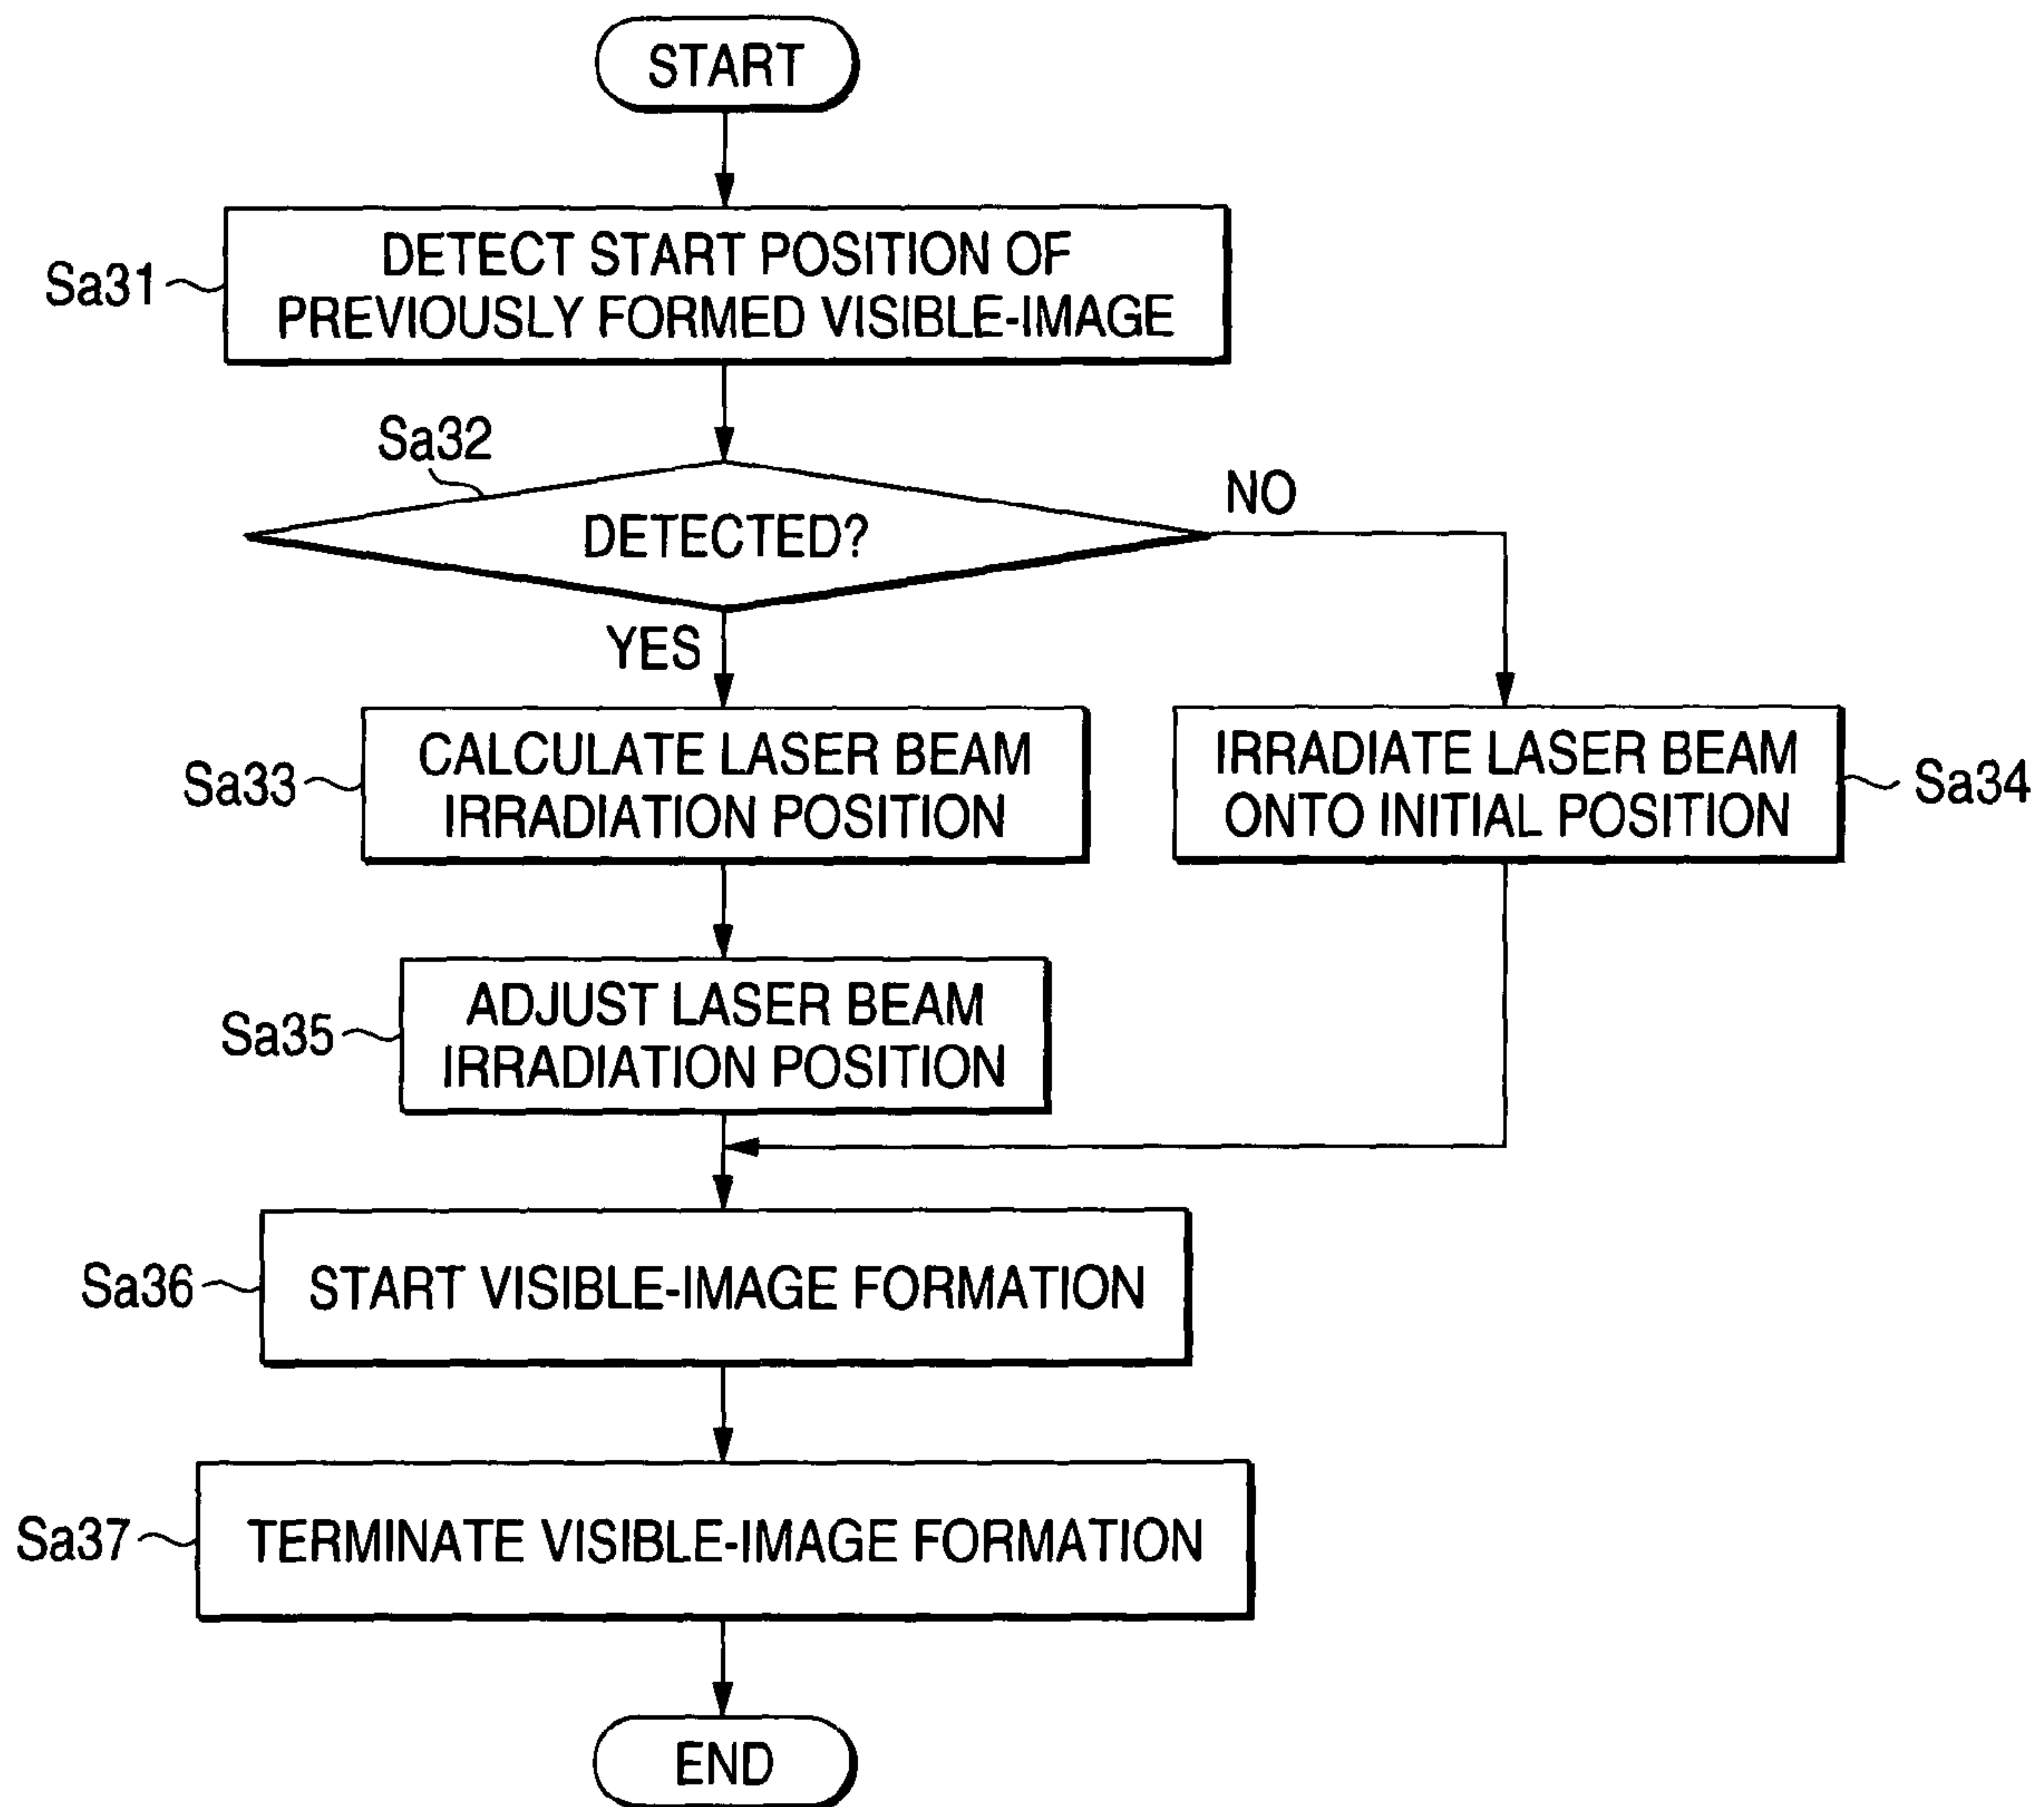 START
Sa31
DETECT START POSITION OF
PREVIOUSLY FORMED VISIBLE-IMAGE
Sa32
DETECTED?
NO
YES
Sa33
CALCULATE LASER BEAM
IRRADIATION POSITION
IRRADIATE LASER BEAM
ONTO INITIAL POSITION
Sa34
Sa35
ADJUST LASER BEAM
IRRADIATION POSITION
Sa36
START VISIBLE-IMAGE FORMATION
Sa37
TERMINATE VISIBLE-IMAGE FORMATION
END